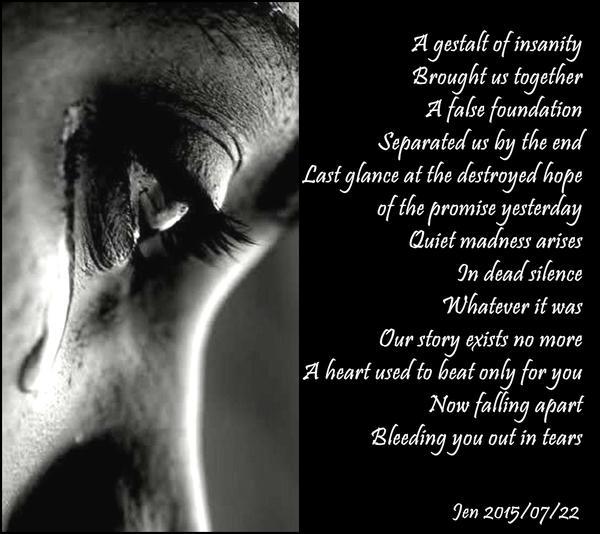 A gestalt of insanity
Brought us together
A false foundation
Separated us by the end
Last glance at the destroyed hope
of the promise yesterday
Quiet madness arises
In dead silence
Whatever it was
Our story exists no more
A heart used to beat only for you
Now falling apart
Bleeding you out in tears
Jen 2015/07/22